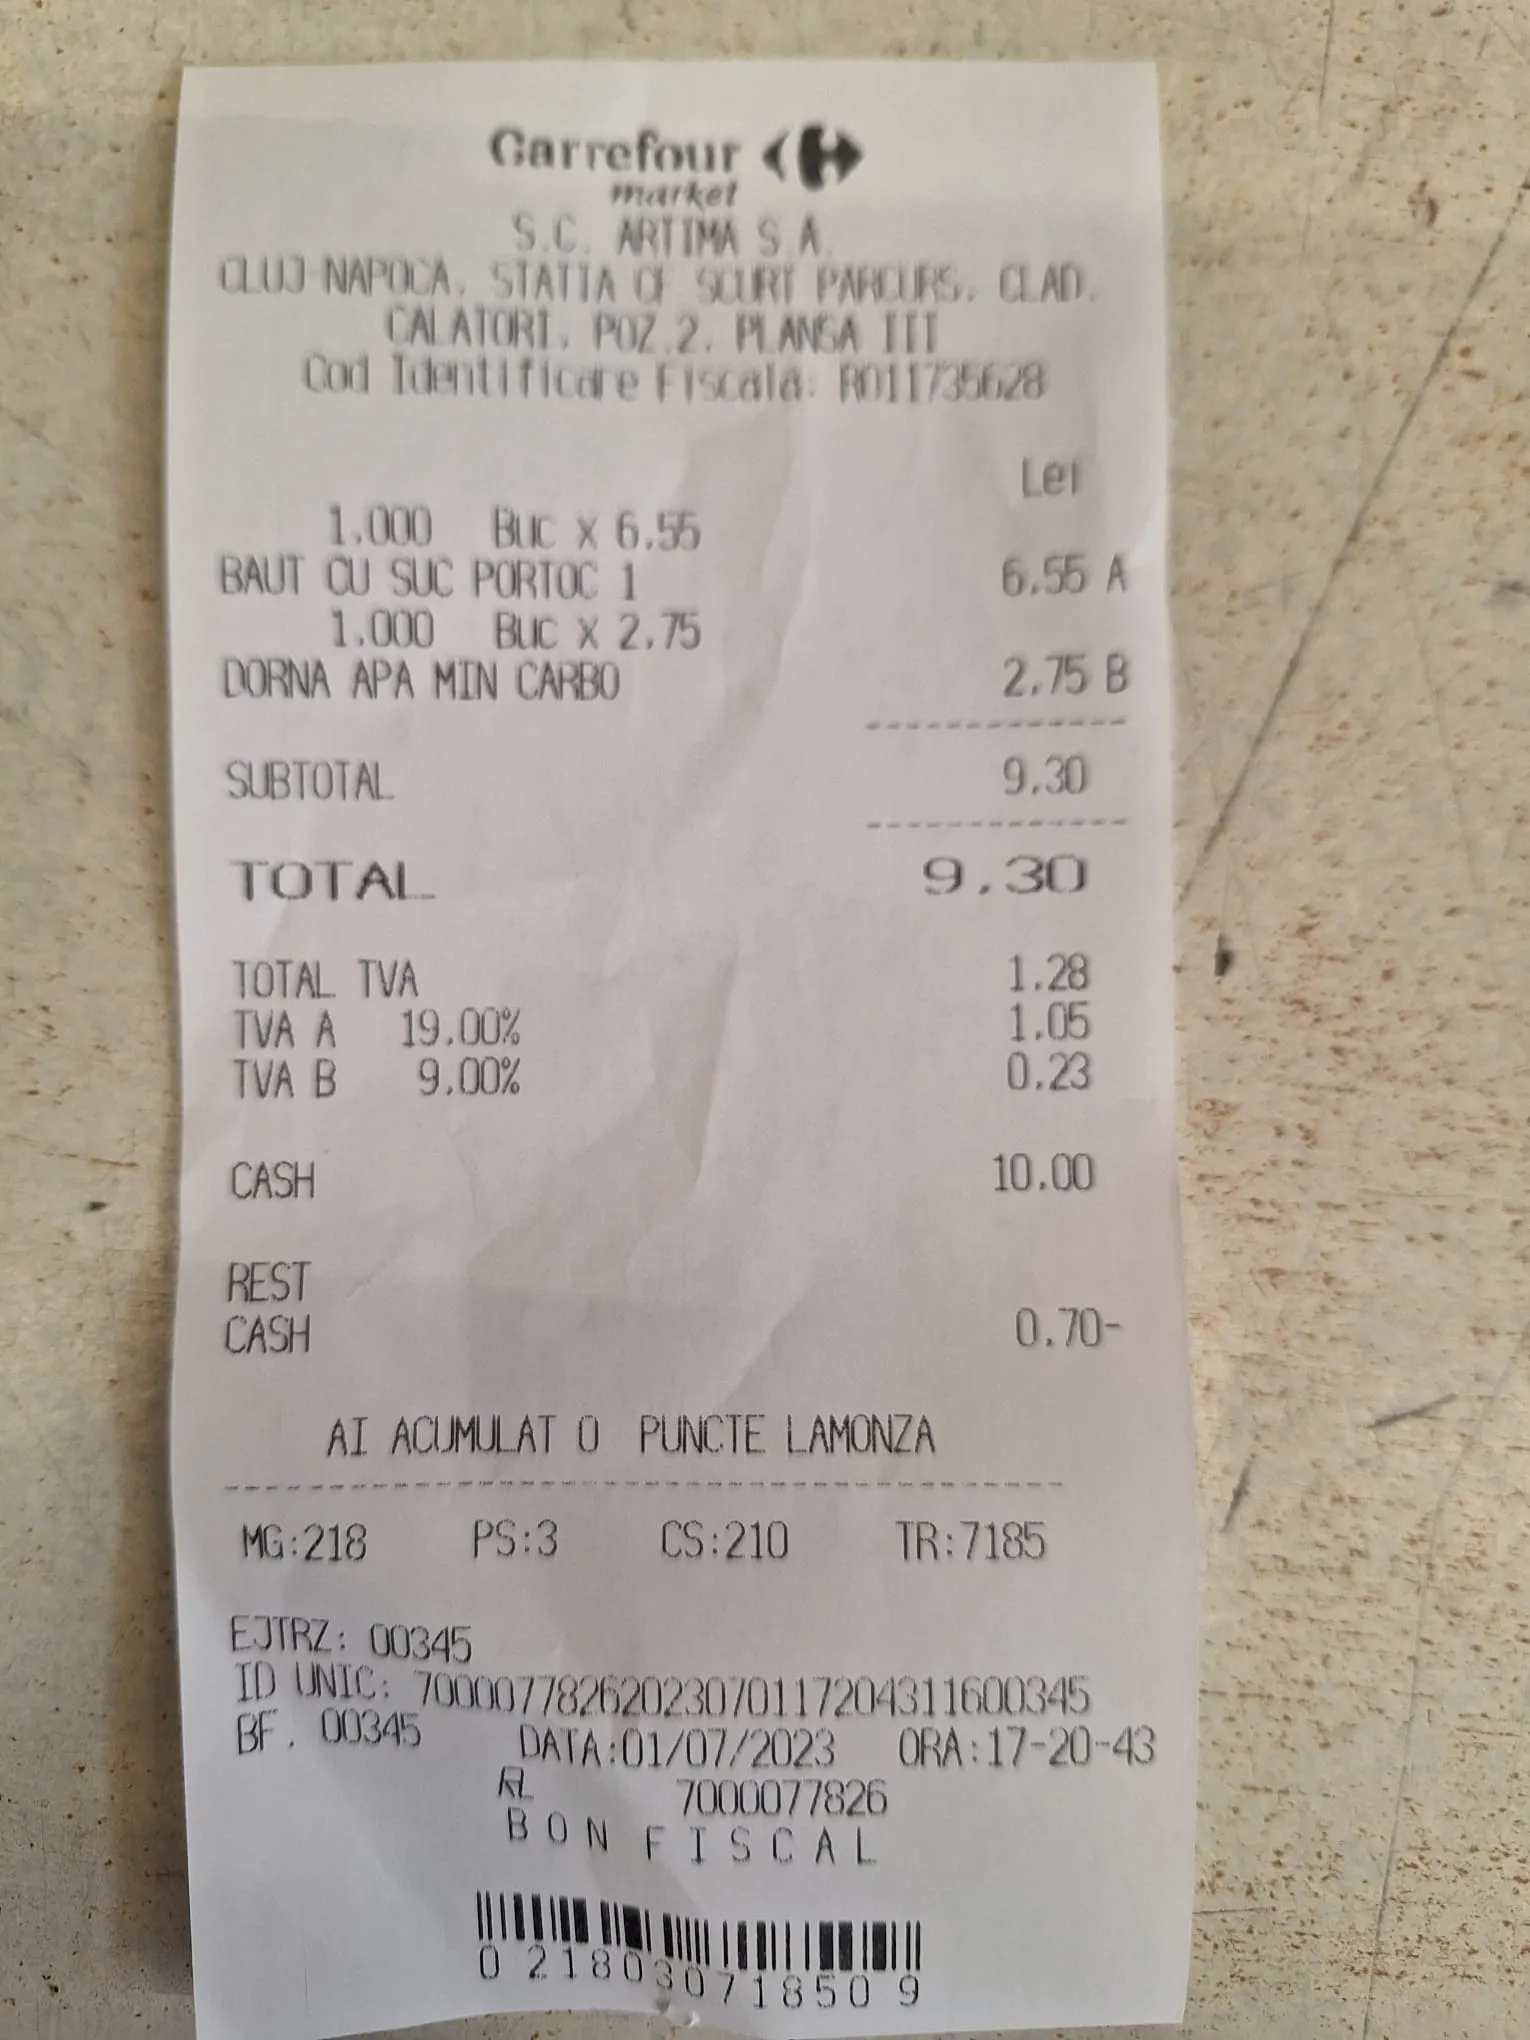 Carrefour
market
S.C. ARTIMA S.A.
CLUJ-NAPOCA, STATIA CF SCURT PARCURS, CLAD.
CALATORI, POZ.2, PLANSA III
Cod Identificare Fiscala: RO11735628
Lei
1.000 Buc x 6.55
BAUT CU SUC PORTOC 1 6.55 A
1.000 Buc x 2.75
DORNA APA MIN CARBO 2.75 B
SUBTOTAL 9.30
TOTAL 9.30
TOTAL TVA 1.28
TVA A 19.00% 1.05
TVA B 9.00% 0.23
CASH 10.00
REST
CASH 0.70-
AI ACUMULAT 0 PUNCTE LAMONZA
MG:218 PS:3 CS:210 TR:7185
EJTRZ: 00345
ID UNIC: 7000077826202307011720431160​0345
BF. 00345 DATA:01/07/2023 ORA:17-20-43
7000077826
BON FISCAL
0 21803071850 9